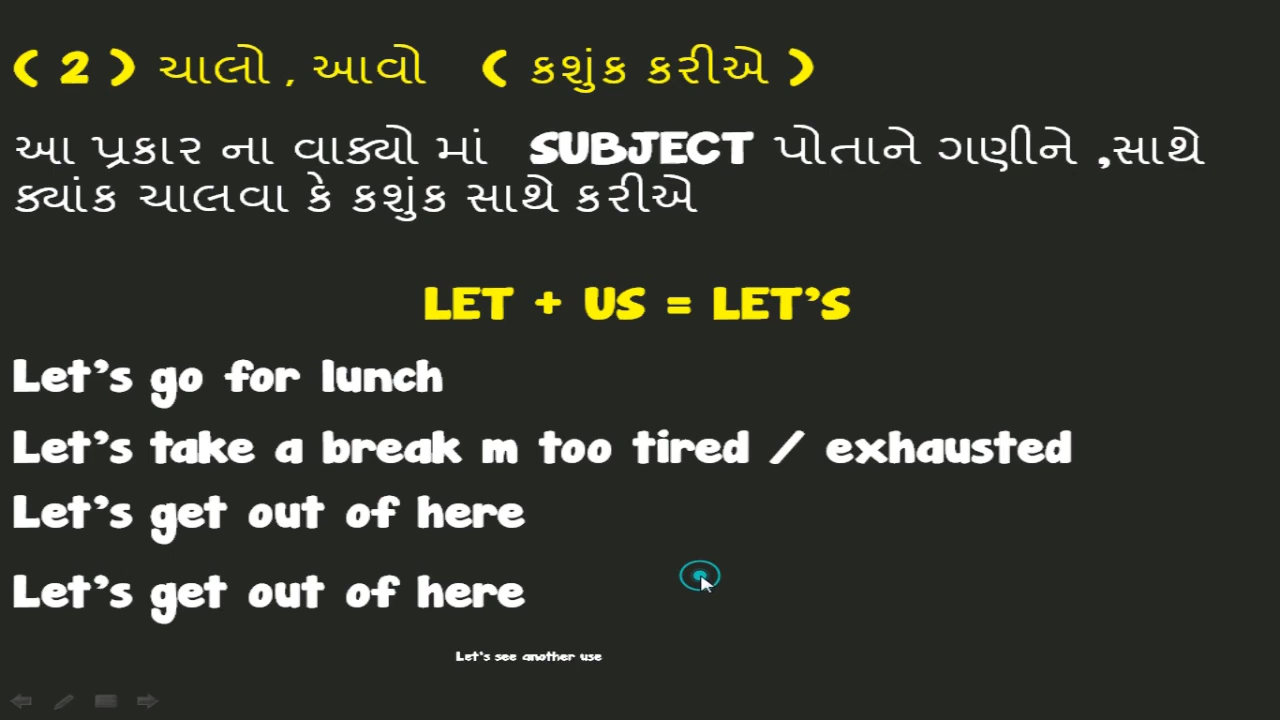 ( 2 ) ચાલો , આવો ( કશુંક કરીએ )
આ પ્રકાર ના વાક્યો માં SUBJECT પોતાને ગણીને ,સાથે
ક્યાંક ચાલવા કે કશુંક સાથે કરીએ
LET + US = LET'S
Let's go for lunch
Let's take a break m too tired / exhausted
Let's get out of here
Let's get out of here
Let's see another use